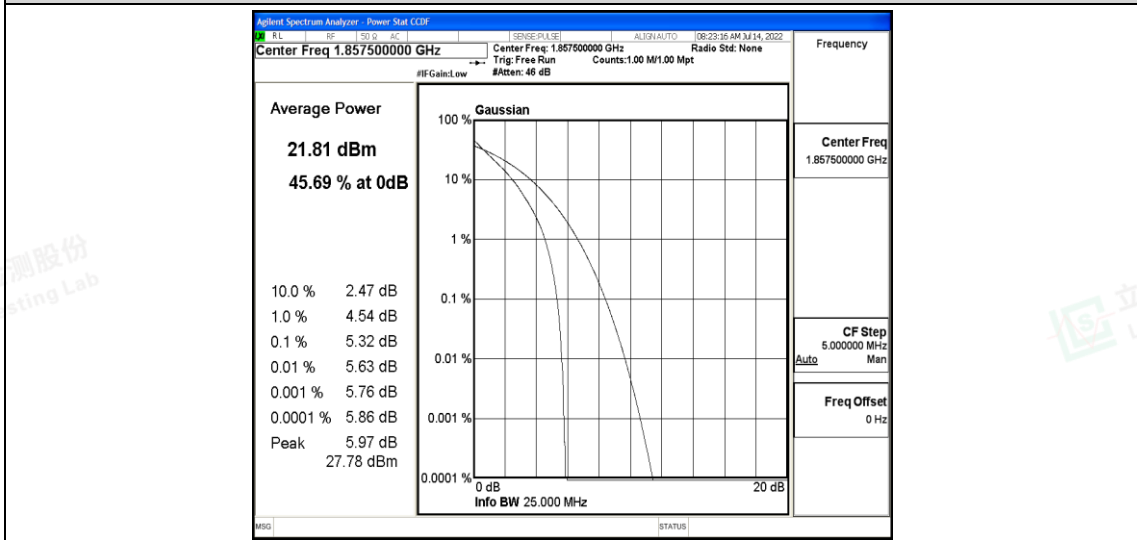 Agilent Spectrum Analyzer - Power Stat CCDF
RL RF 50 Ω AC SENSE:PULSE ALIGNAUTO 08:23:16 AM Jul 14, 2022
Center Freq 1.857500000 GHz
Center Freq: 1.857500000 GHz Radio Std: None
Trig: Free Run Counts:1.00 M/1.00 Mpt
#IFGain:Low #Atten: 46 dB
Frequency
Average Power
21.81 dBm
45.69 % at 0dB
10.0 % 2.47 dB
1.0 % 4.54 dB
0.1 % 5.32 dB
0.01 % 5.63 dB
0.001 % 5.76 dB
0.0001 % 5.86 dB
Peak 5.97 dB
27.78 dBm
Gaussian
100 %
10 %
1 %
0.1 %
0.01 %
0.001 %
0.0001 %
0 dB 20 dB
Info BW 25.000 MHz
Center Freq
1.857500000 GHz
CF Step
5.000000 MHz
Auto Man
Freq Offset
0 Hz
MSG STATUS
测股份
sting Lab
立